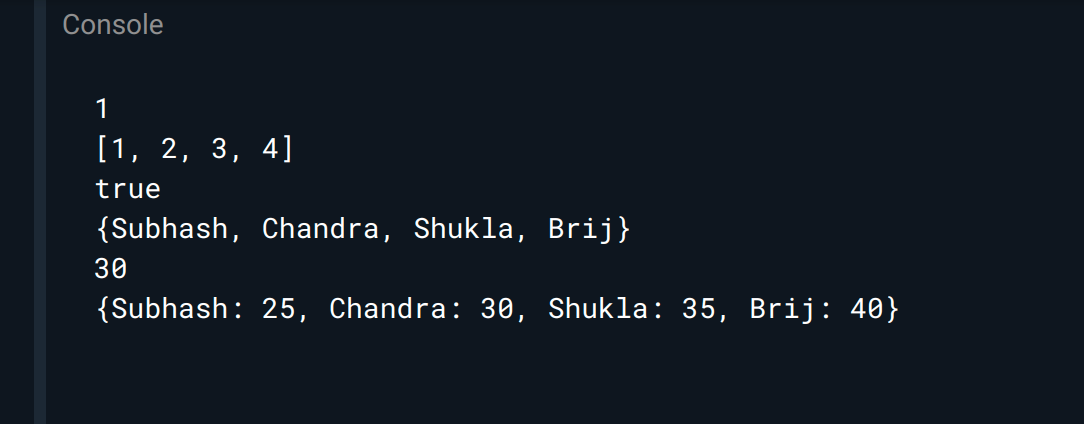 Console
1
[1, 2, 3, 4]
true
{Subhash, Chandra, Shukla, Brij}
30
{Subhash: 25, Chandra: 30, Shukla: 35, Brij: 40}